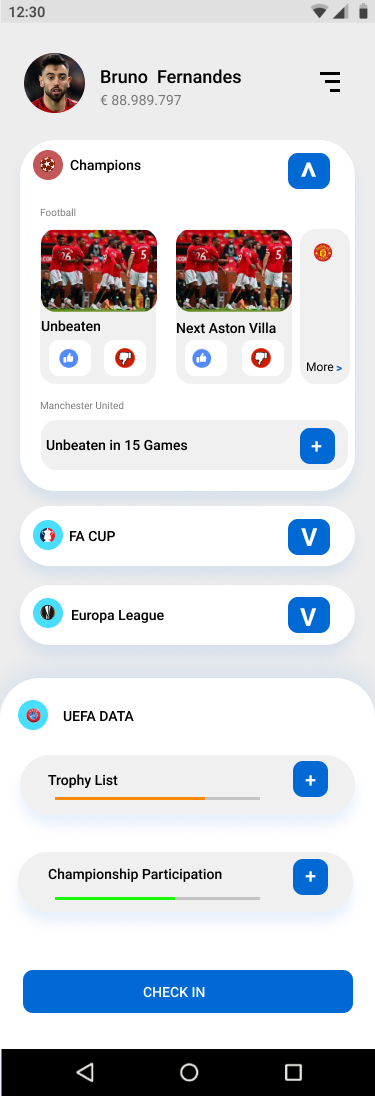 12:30
Bruno Fernandes
€ 88.989.797
Champions
Football
Unbeaten
Next Aston Villa
More >
Manchester United
Unbeaten in 15 Games
+
FA CUP
V
Europa League
V
UEFA DATA
Trophy List
+
Championship Participation
+
CHECK IN